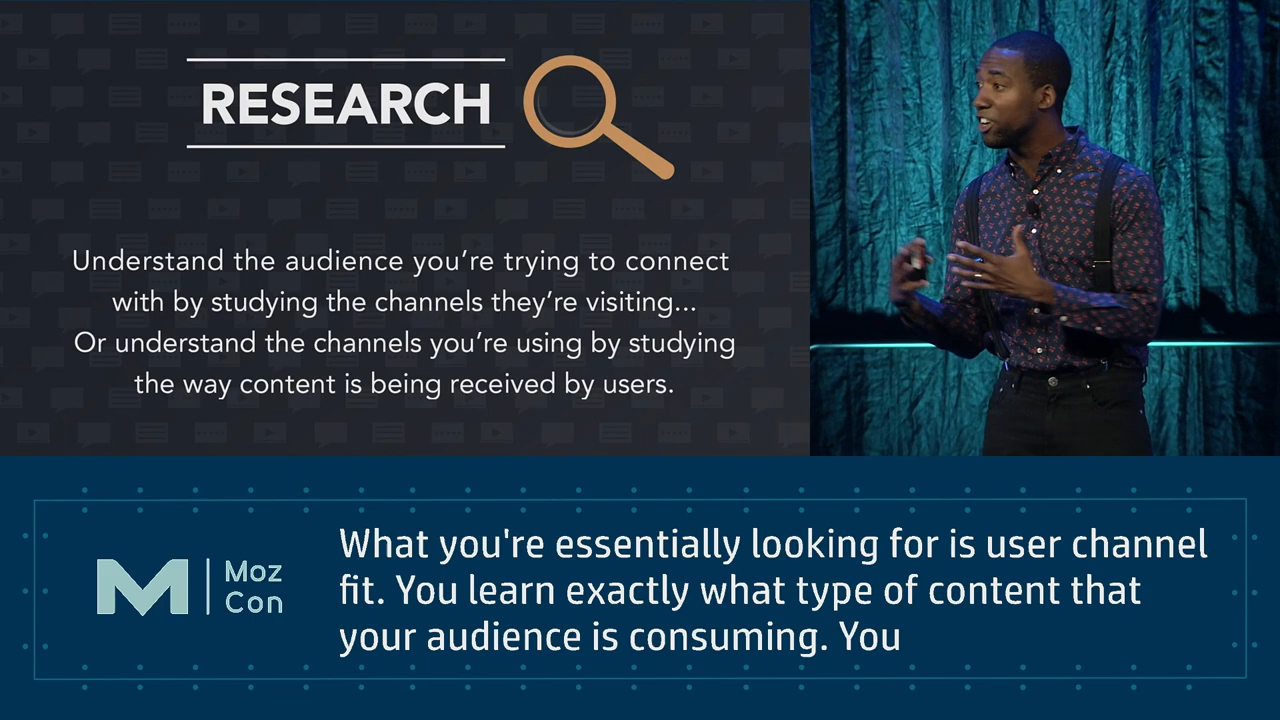 RESEARCH
Understand the audience you’re trying to connect
with by studying the channels they’re visiting...
Or understand the channels you’re using by studying
the way content is being received by users.
M
Moz
Con
What you're essentially looking for is user channel
fit. You learn exactly what type of content that
your audience is consuming. You